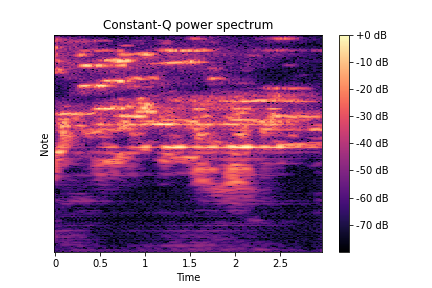 Constant-Q power spectrum
+0 dB
-10 dB
-20 dB
-30 dB
-40 dB
-50 dB
-60 dB
-70 dB
Note
0
0.5
1
1.5
2
2.5
Time